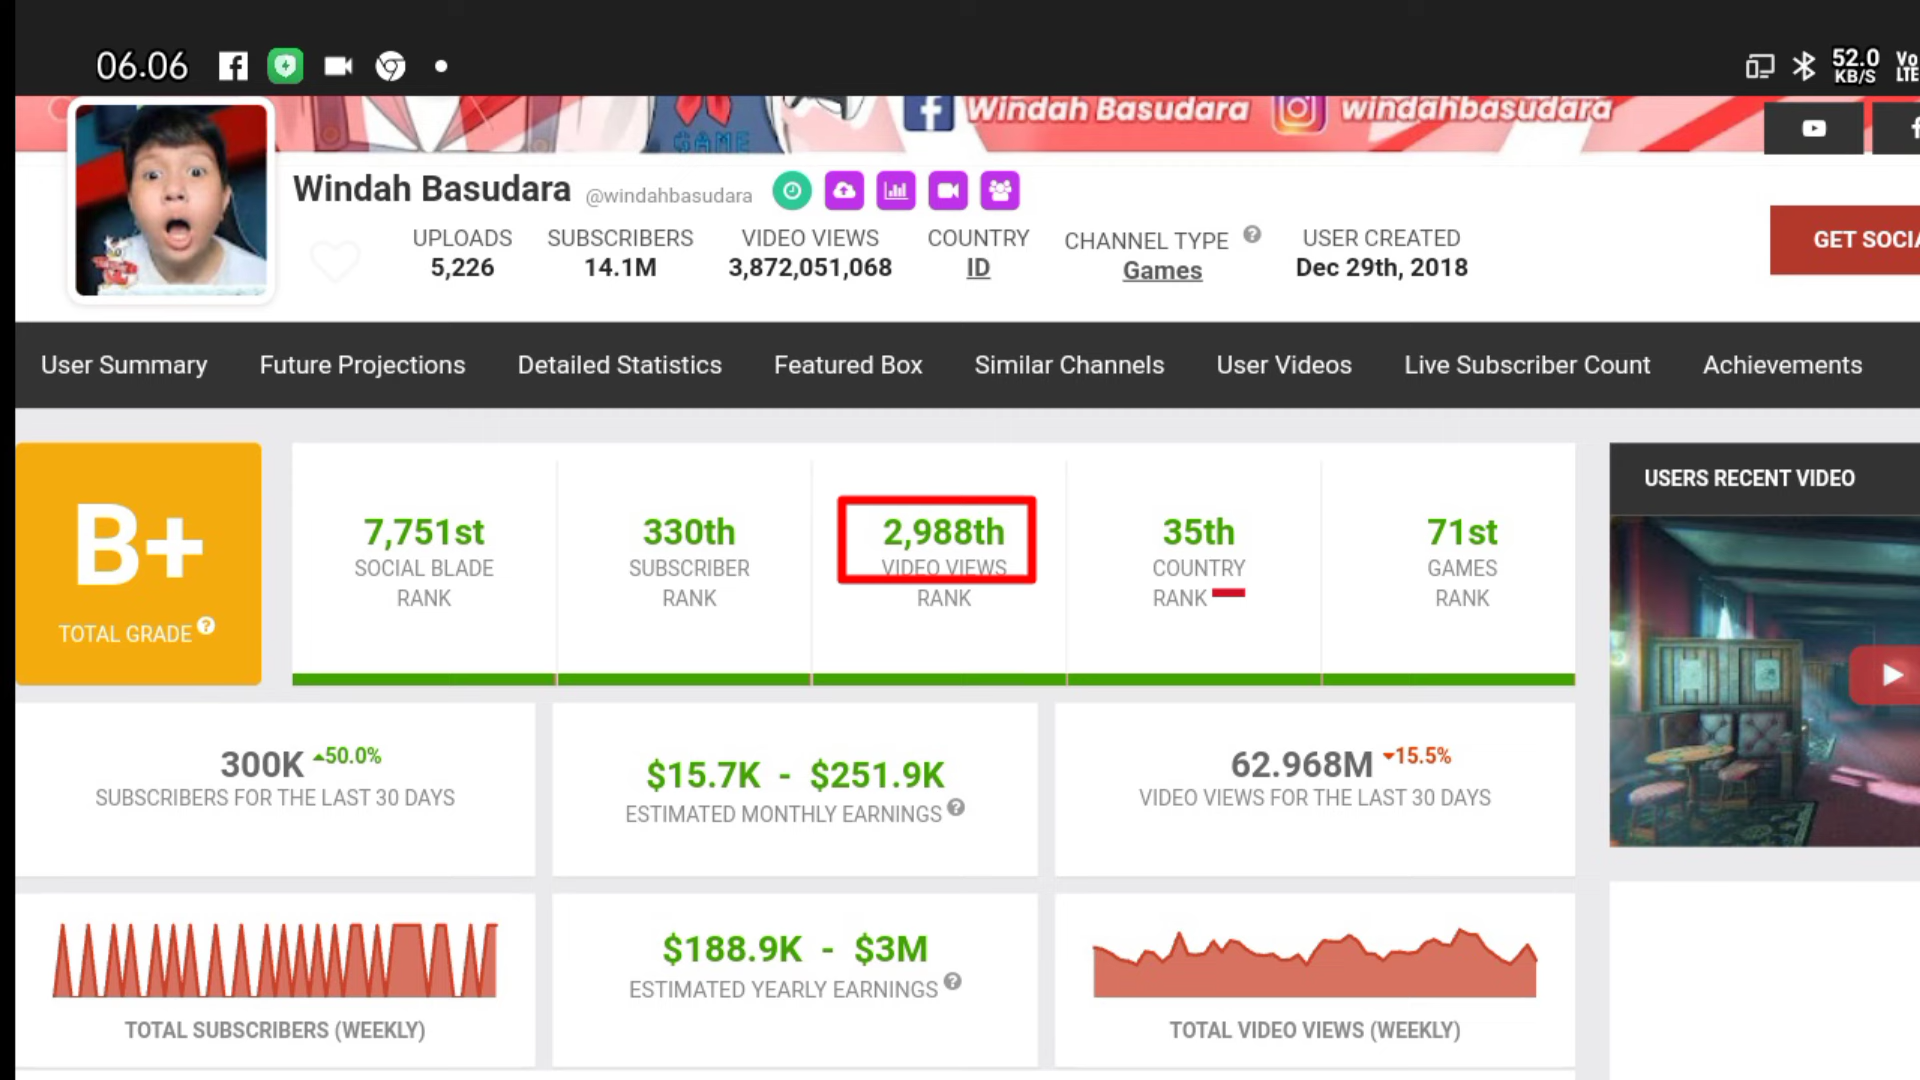 06.06
52.0
KB/S
Vo
LTE
GAME
Windah Basudara
windahbasudara
Windah Basudara @windahbasudara
UPLOADS
5,226
SUBSCRIBERS
14.1M
VIDEO VIEWS
3,872,051,068
COUNTRY
ID
CHANNEL TYPE
Games
USER CREATED
Dec 29th, 2018
GET SOCIA
User Summary
Future Projections
Detailed Statistics
Featured Box
Similar Channels
User Videos
Live Subscriber Count
Achievements
B+
TOTAL GRADE
7,751st
SOCIAL BLADE
RANK
330th
SUBSCRIBER
RANK
2,988th
VIDEO VIEWS
RANK
35th
COUNTRY
RANK
71st
GAMES
RANK
USERS RECENT VIDEO
300K 50.0%
SUBSCRIBERS FOR THE LAST 30 DAYS
$15.7K - $251.9K
ESTIMATED MONTHLY EARNINGS
62.968M 15.5%
VIDEO VIEWS FOR THE LAST 30 DAYS
TOTAL SUBSCRIBERS (WEEKLY)
$188.9K - $3M
ESTIMATED YEARLY EARNINGS
TOTAL VIDEO VIEWS (WEEKLY)